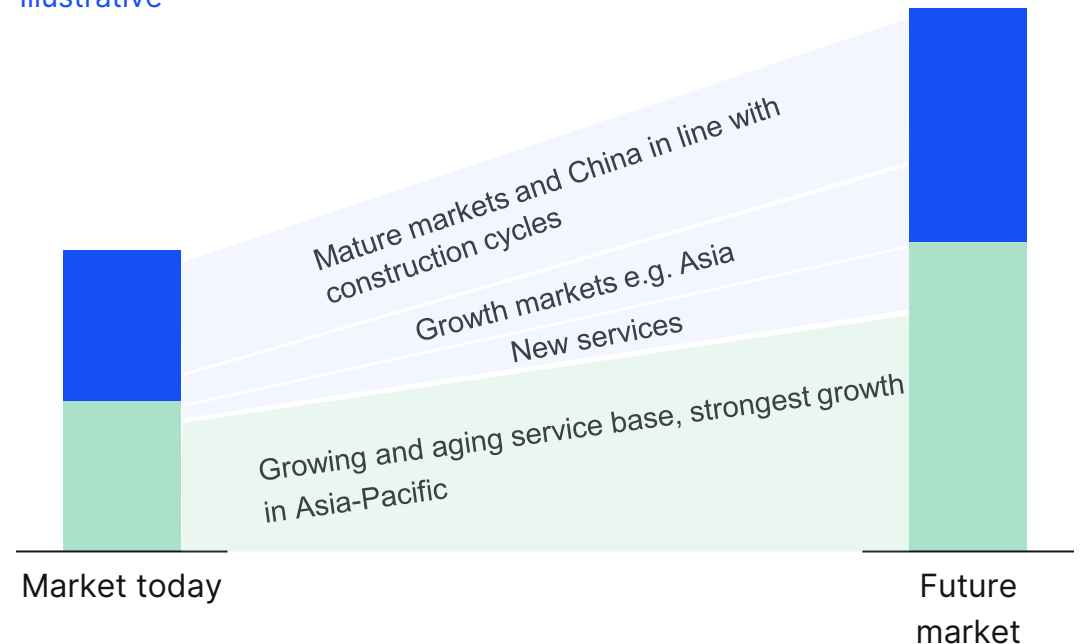 illustrative
Mature markets and China in line with
construction cycles
Growth markets e.g. Asia
New services
Growing and aging service base, strongest growth
in Asia-Pacific
Market today
Future
market